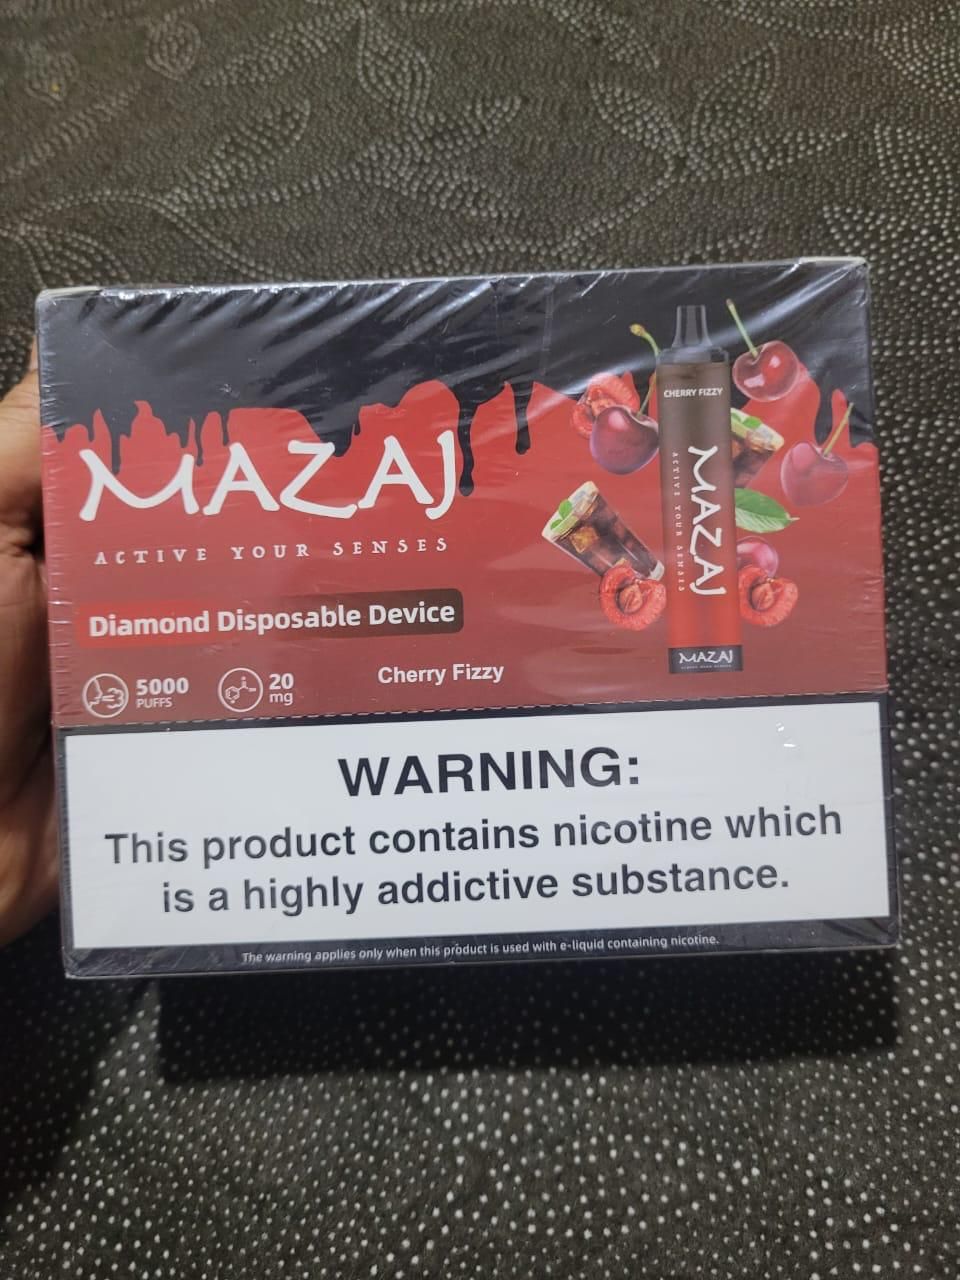 MAZAJ
ACTIVE YOUR SENSES
Diamond Disposable Device
5000
PUFFS
20
mg
Cherry Fizzy
CHERRY FIZZY
MAZAJ
ACTIVE YOUR SENSES
MAZAJ
WARNING:
This product contains nicotine which
is a highly addictive substance.
The warning applies only when this product is used with e-liquid containing nicotine.